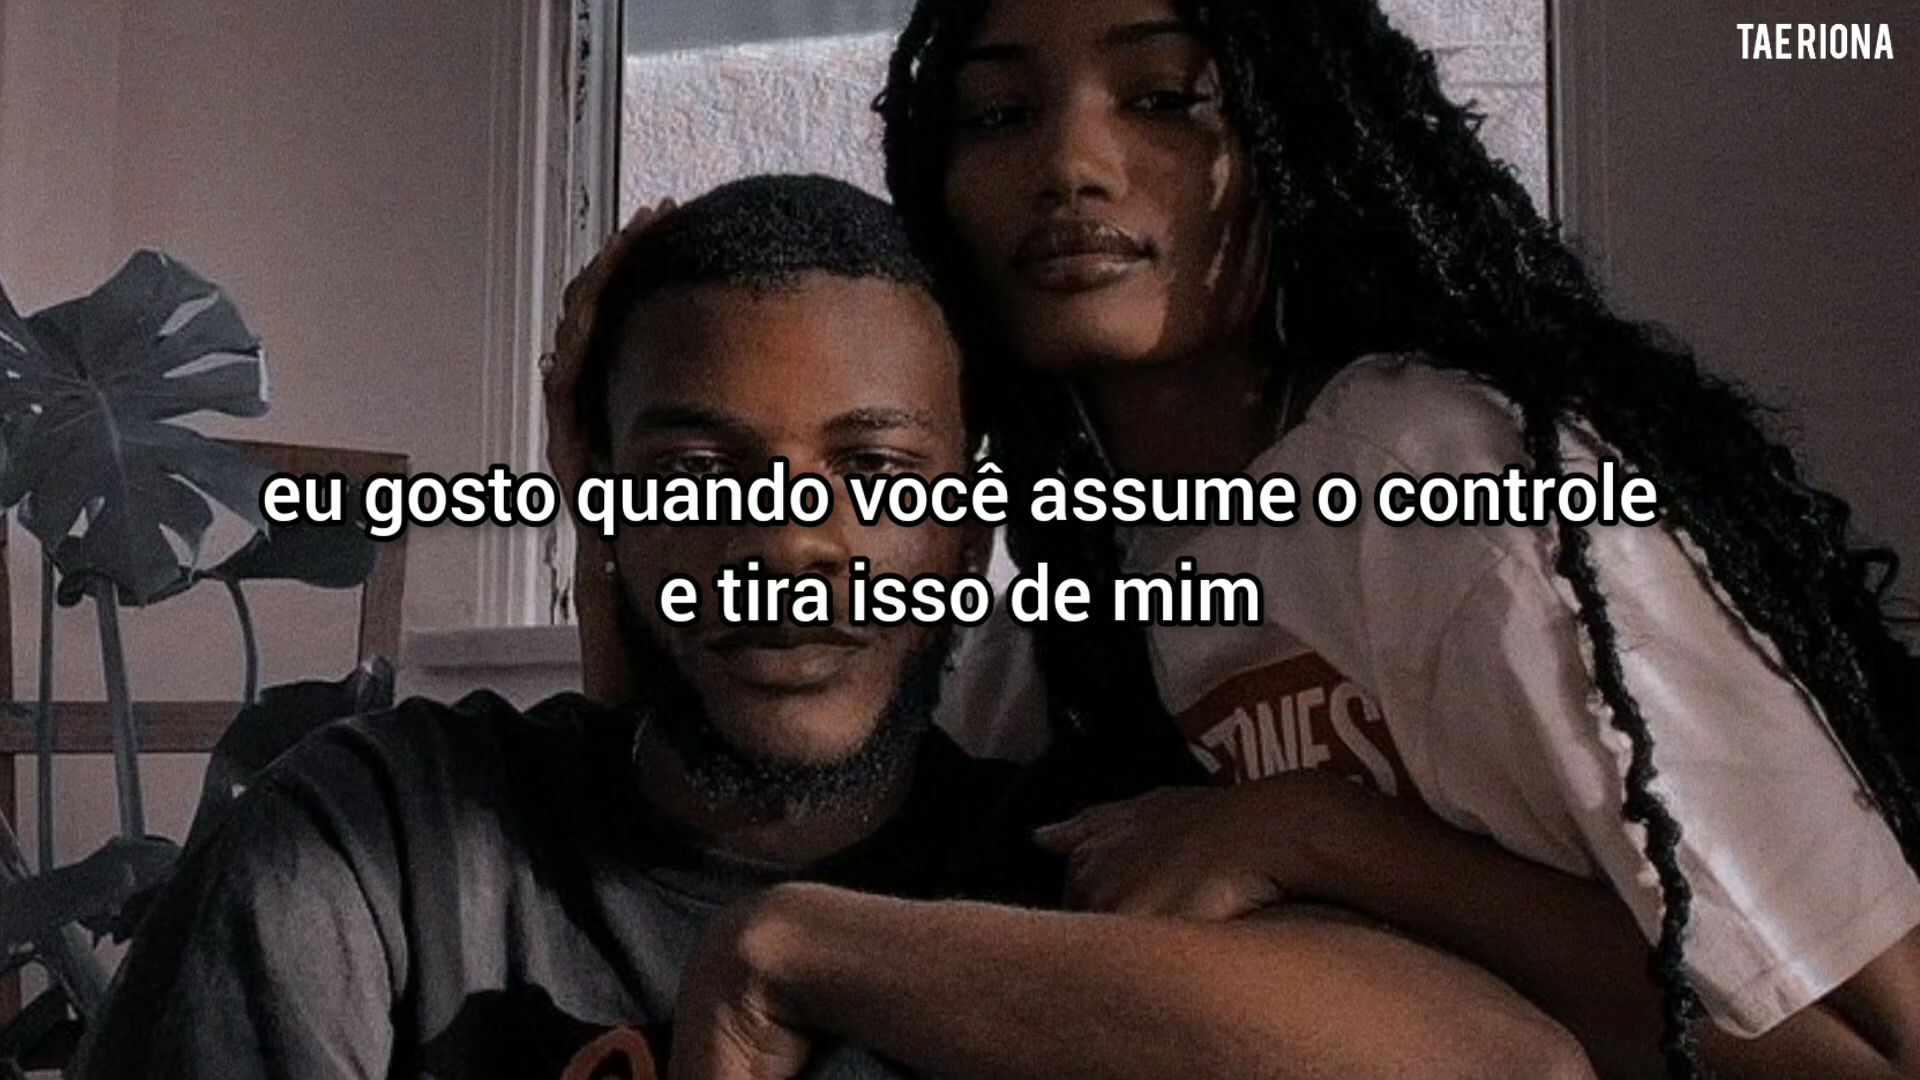 TAERIONA
eu gosto quando você assume o controle
e tira isso de mim